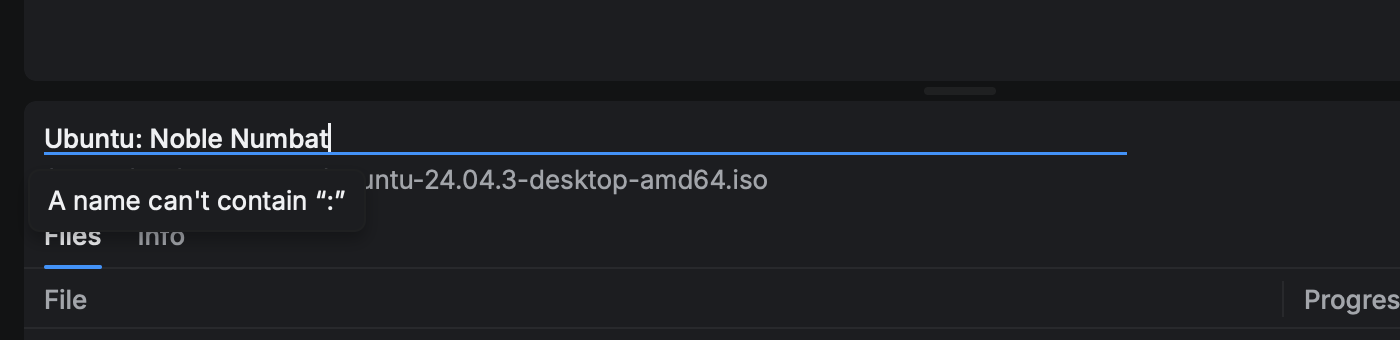 Ubuntu: Noble Numbat
untu-24.04.3-desktop-amd64.iso
A name can't contain “:”
Files Info
File Progres